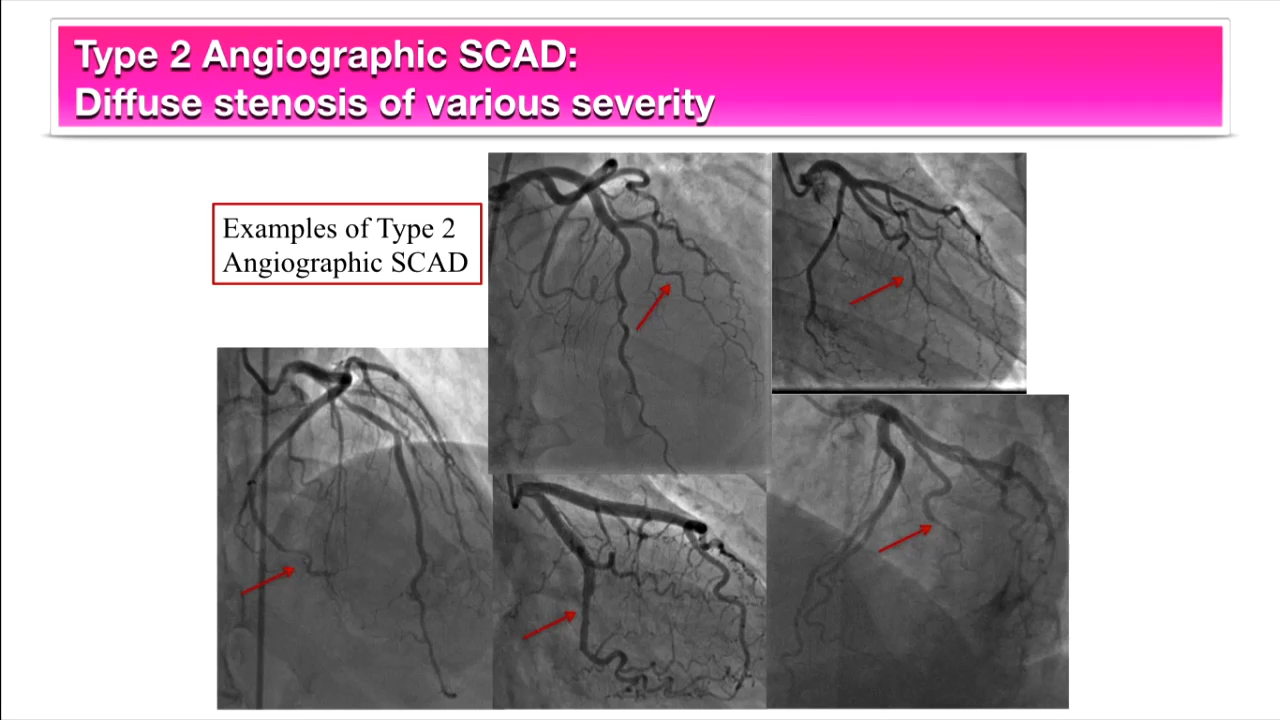 Type 2 Angiographic SCAD:
Diffuse stenosis of various severity
Examples of Type 2
Angiographic SCAD